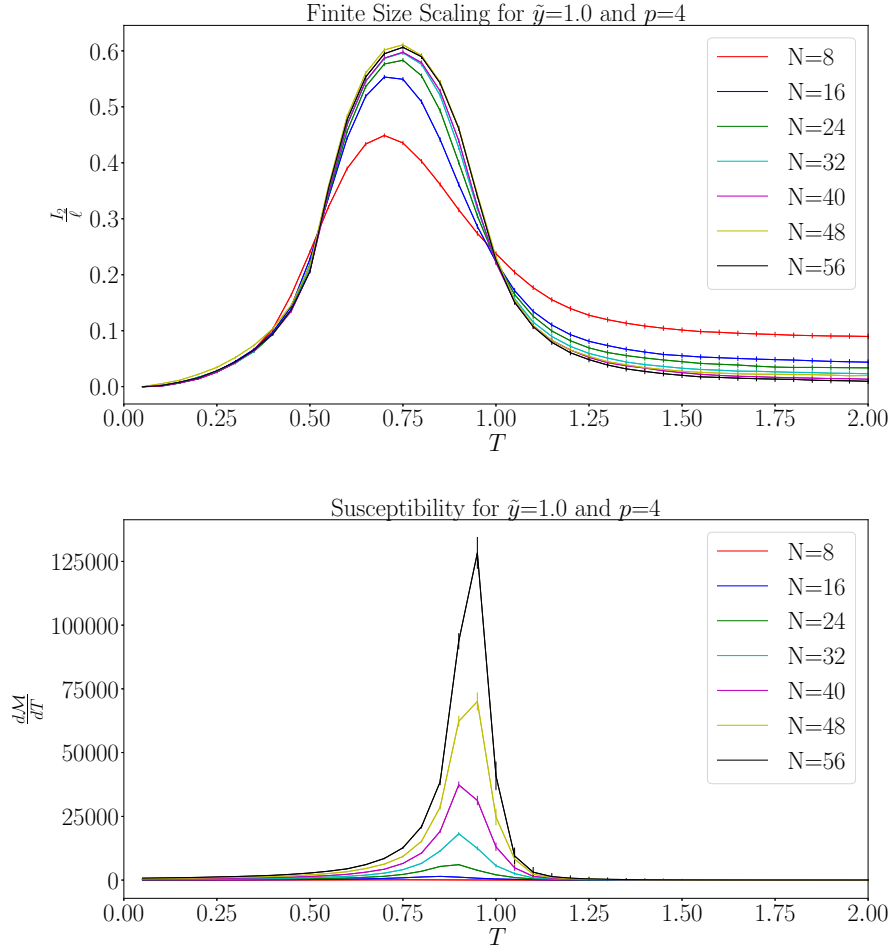 Finite Size Scaling for ỹ=1.0 and p=4
0.6
0.5
0.4
0.3
0.2
0.1
0.0
I₂/ℓ
N=8
N=16
N=24
N=32
N=40
N=48
N=56
0.00 0.25 0.50 0.75 1.00 1.25 1.50 1.75 2.00
T
Susceptibility for ỹ=1.0 and p=4
125000
100000
75000
50000
25000
0
dM/dT
N=8
N=16
N=24
N=32
N=40
N=48
N=56
0.00 0.25 0.50 0.75 1.00 1.25 1.50 1.75 2.00
T